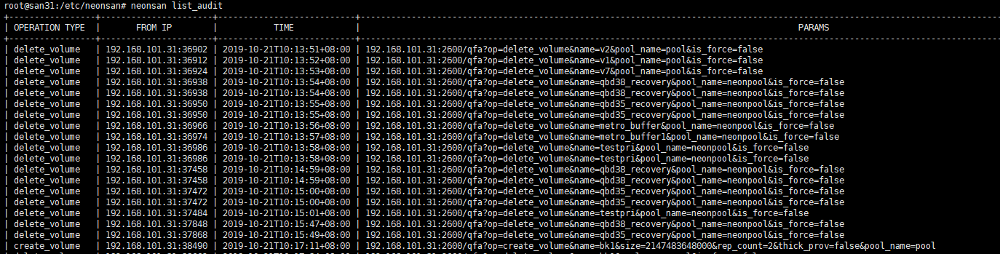 root@san31:/etc/neonsan# neonsan list_audit
| OPERATION TYPE | FROM IP | TIME | PARAMS
| delete_volume | 192.168.101.31:36902 | 2019-10-21T10:13:51+08:00 | 192.168.101.31:2600/qfa?op=delete_volume&name=v2&pool_name=pool&is_force=false
| delete_volume | 192.168.101.31:36912 | 2019-10-21T10:13:52+08:00 | 192.168.101.31:2600/qfa?op=delete_volume&name=v1&pool_name=pool&is_force=false
| delete_volume | 192.168.101.31:36924 | 2019-10-21T10:13:53+08:00 | 192.168.101.31:2600/qfa?op=delete_volume&name=v7&pool_name=pool&is_force=false
| delete_volume | 192.168.101.31:36938 | 2019-10-21T10:13:54+08:00 | 192.168.101.31:2600/qfa?op=delete_volume&name=qbd38_recovery&pool_name=neonpool&is_force=false
| delete_volume | 192.168.101.31:36938 | 2019-10-21T10:13:54+08:00 | 192.168.101.31:2600/qfa?op=delete_volume&name=qbd38_recovery&pool_name=neonpool&is_force=false
| delete_volume | 192.168.101.31:36950 | 2019-10-21T10:13:55+08:00 | 192.168.101.31:2600/qfa?op=delete_volume&name=qbd35_recovery&pool_name=neonpool&is_force=false
| delete_volume | 192.168.101.31:36950 | 2019-10-21T10:13:55+08:00 | 192.168.101.31:2600/qfa?op=delete_volume&name=qbd35_recovery&pool_name=neonpool&is_force=false
| delete_volume | 192.168.101.31:36966 | 2019-10-21T10:13:56+08:00 | 192.168.101.31:2600/qfa?op=delete_volume&name=metro_buffer&pool_name=neonpool&is_force=false
| delete_volume | 192.168.101.31:36974 | 2019-10-21T10:13:57+08:00 | 192.168.101.31:2600/qfa?op=delete_volume&name=metro_buffer1&pool_name=neonpool&is_force=false
| delete_volume | 192.168.101.31:36986 | 2019-10-21T10:13:58+08:00 | 192.168.101.31:2600/qfa?op=delete_volume&name=testpri&pool_name=neonpool&is_force=false
| delete_volume | 192.168.101.31:36986 | 2019-10-21T10:13:58+08:00 | 192.168.101.31:2600/qfa?op=delete_volume&name=testpri&pool_name=neonpool&is_force=false
| delete_volume | 192.168.101.31:37458 | 2019-10-21T10:14:59+08:00 | 192.168.101.31:2600/qfa?op=delete_volume&name=qbd38_recovery&pool_name=neonpool&is_force=false
| delete_volume | 192.168.101.31:37458 | 2019-10-21T10:14:59+08:00 | 192.168.101.31:2600/qfa?op=delete_volume&name=qbd38_recovery&pool_name=neonpool&is_force=false
| delete_volume | 192.168.101.31:37472 | 2019-10-21T10:15:00+08:00 | 192.168.101.31:2600/qfa?op=delete_volume&name=qbd35_recovery&pool_name=neonpool&is_force=false
| delete_volume | 192.168.101.31:37472 | 2019-10-21T10:15:00+08:00 | 192.168.101.31:2600/qfa?op=delete_volume&name=qbd35_recovery&pool_name=neonpool&is_force=false
| delete_volume | 192.168.101.31:37484 | 2019-10-21T10:15:01+08:00 | 192.168.101.31:2600/qfa?op=delete_volume&name=testpri&pool_name=neonpool&is_force=false
| delete_volume | 192.168.101.31:37848 | 2019-10-21T10:15:47+08:00 | 192.168.101.31:2600/qfa?op=delete_volume&name=qbd38_recovery&pool_name=neonpool&is_force=false
| delete_volume | 192.168.101.31:37868 | 2019-10-21T10:15:49+08:00 | 192.168.101.31:2600/qfa?op=delete_volume&name=qbd35_recovery&pool_name=neonpool&is_force=false
| create_volume | 192.168.101.31:38490 | 2019-10-21T10:17:11+08:00 | 192.168.101.31:2600/qfa?op=create_volume&name=bk1&size=2147483648000&rep_count=2&thick_prov=false&pool_name=pool